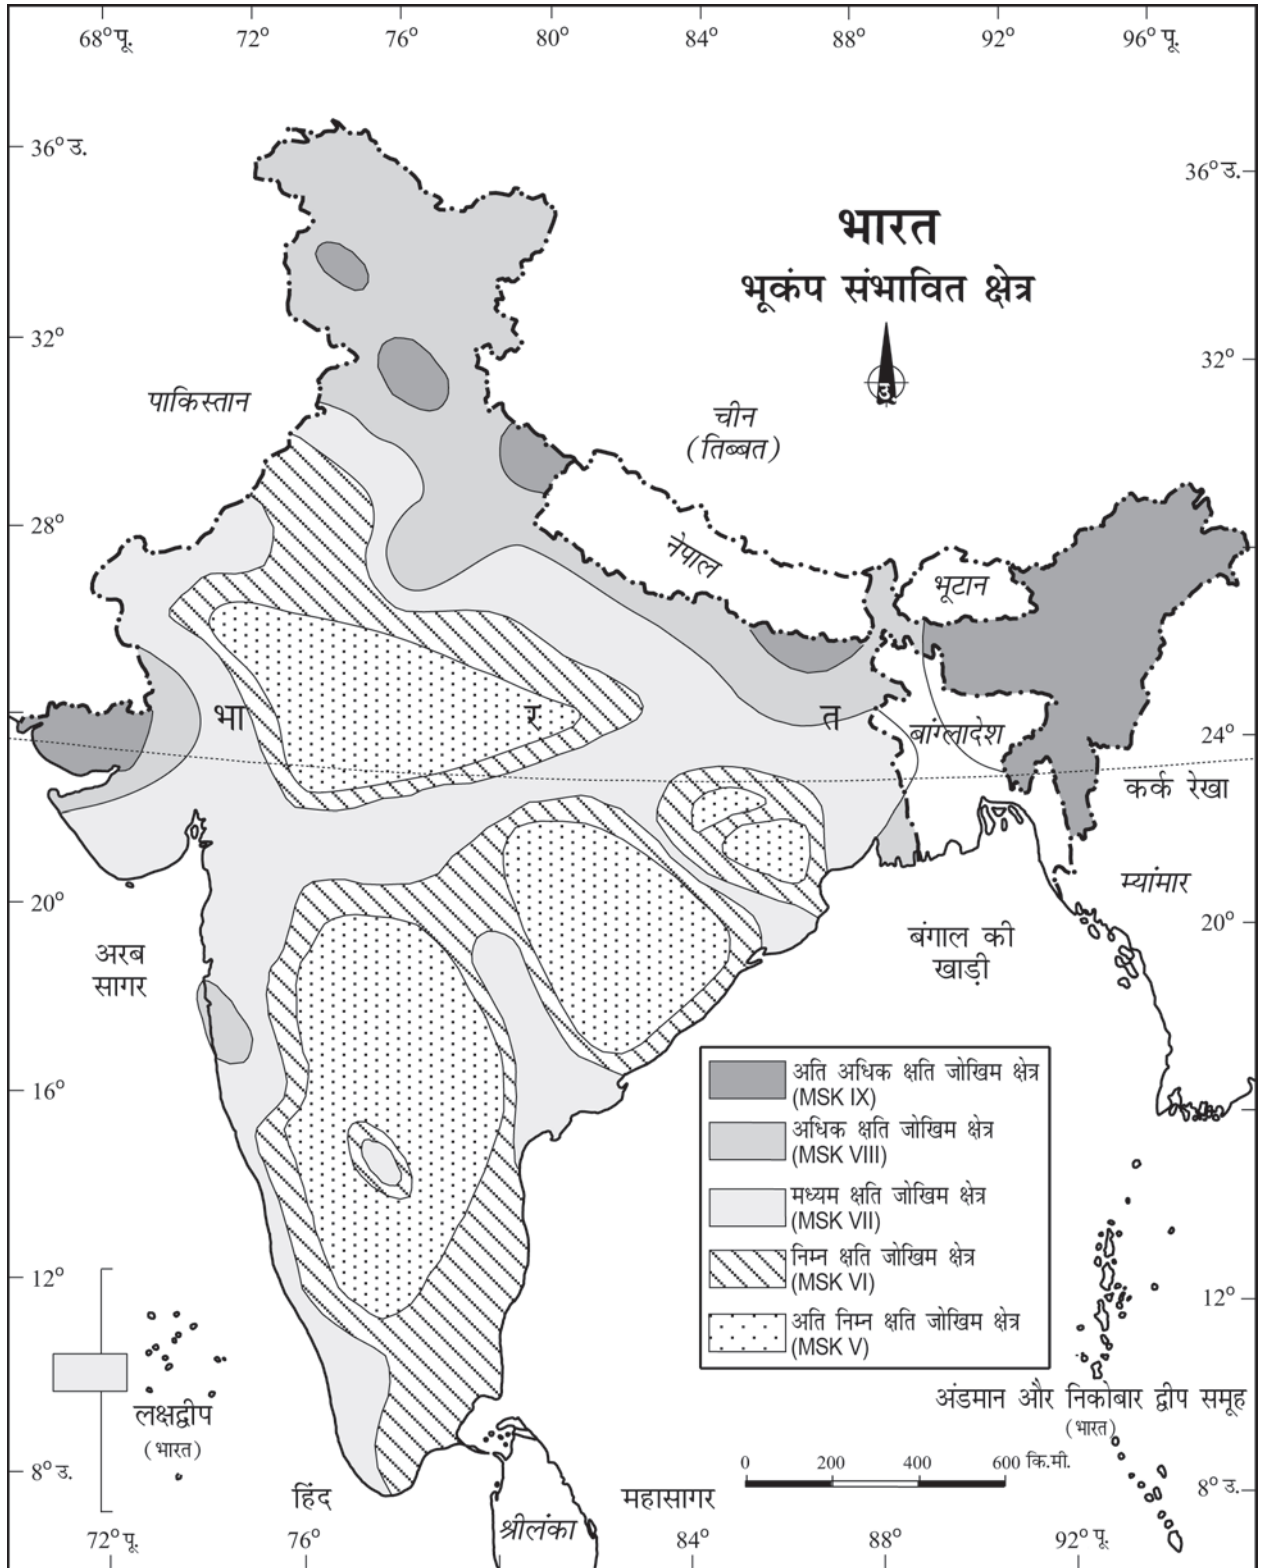 68° पू.
72°
76°
80°
84°
88°
92°
96° पू.
36° उ.
36° उ.
भारत
भूकंप संभावित क्षेत्र
32°
32°
उ
पाकिस्तान
चीन
(तिब्बत)
28°
नेपाल
भूटान
भा
र
त
बांग्लादेश
24°
कर्क रेखा
म्यांमार
20°
20°
अरब
सागर
बंगाल की
खाड़ी
16°
अति अधिक क्षति जोखिम क्षेत्र
(MSK IX)
अधिक क्षति जोखिम क्षेत्र
(MSK VIII)
मध्यम क्षति जोखिम क्षेत्र
(MSK VII)
निम्न क्षति जोखिम क्षेत्र
(MSK VI)
अति निम्न क्षति जोखिम क्षेत्र
(MSK V)
12°
12°
लक्षद्वीप
(भारत)
अंडमान और निकोबार द्वीप समूह
(भारत)
0 200 400 600 कि.मी.
8° उ.
8° उ.
हिंद
महासागर
श्रीलंका
72° पू.
76°
84°
88°
92° पू.